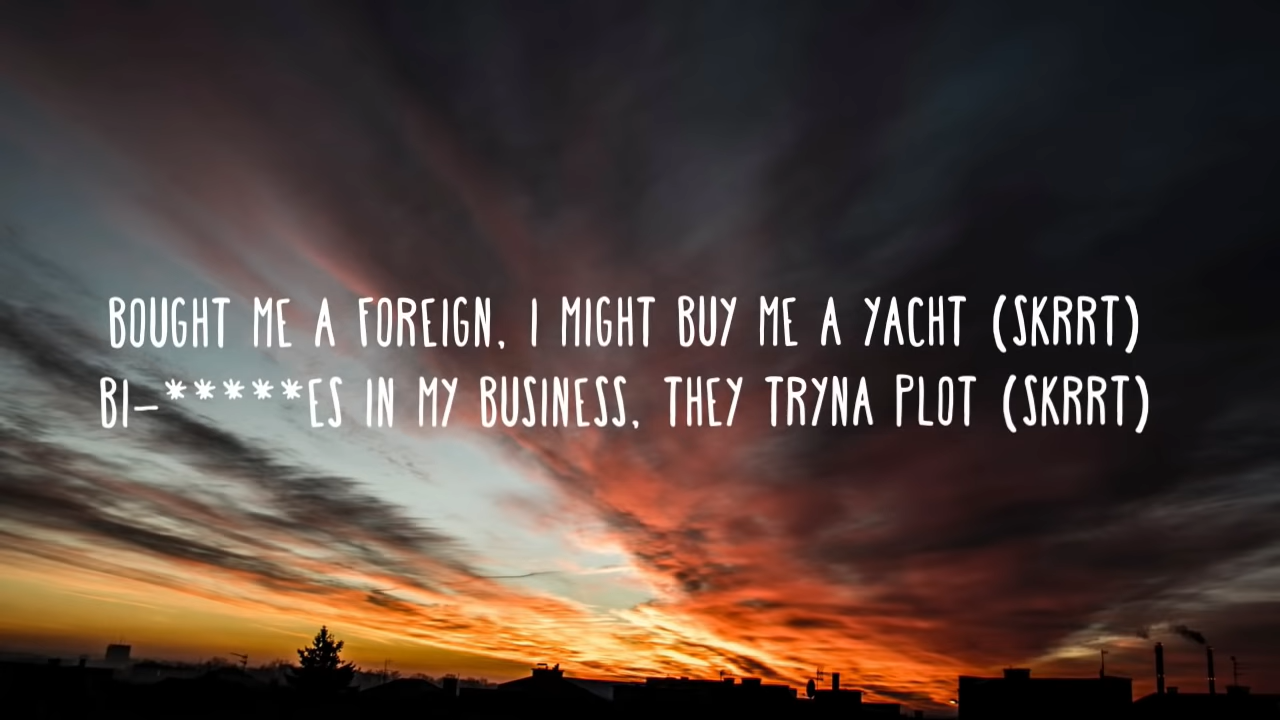 BOUGHT ME A FOREIGN, I MIGHT BUY ME A YACHT (SKRRT)
BI-*****ES IN MY BUSINESS, THEY TRYNA PLOT (SKRRT)